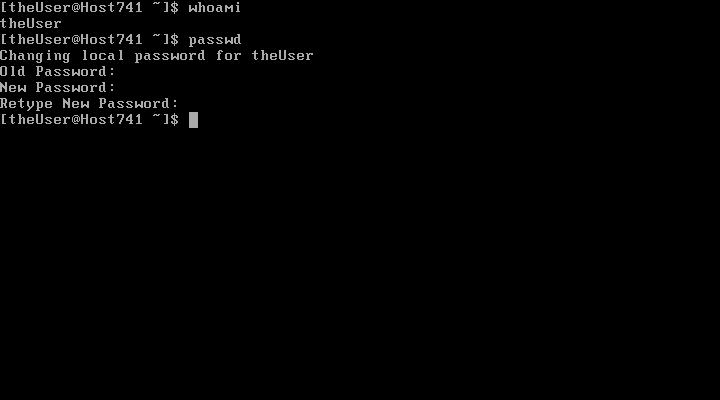 [theUser@Host741 ~]$ whoami
theUser
[theUser@Host741 ~]$ passwd
Changing local password for theUser
Old Password:
New Password:
Retype New Password:
[theUser@Host741 ~]$